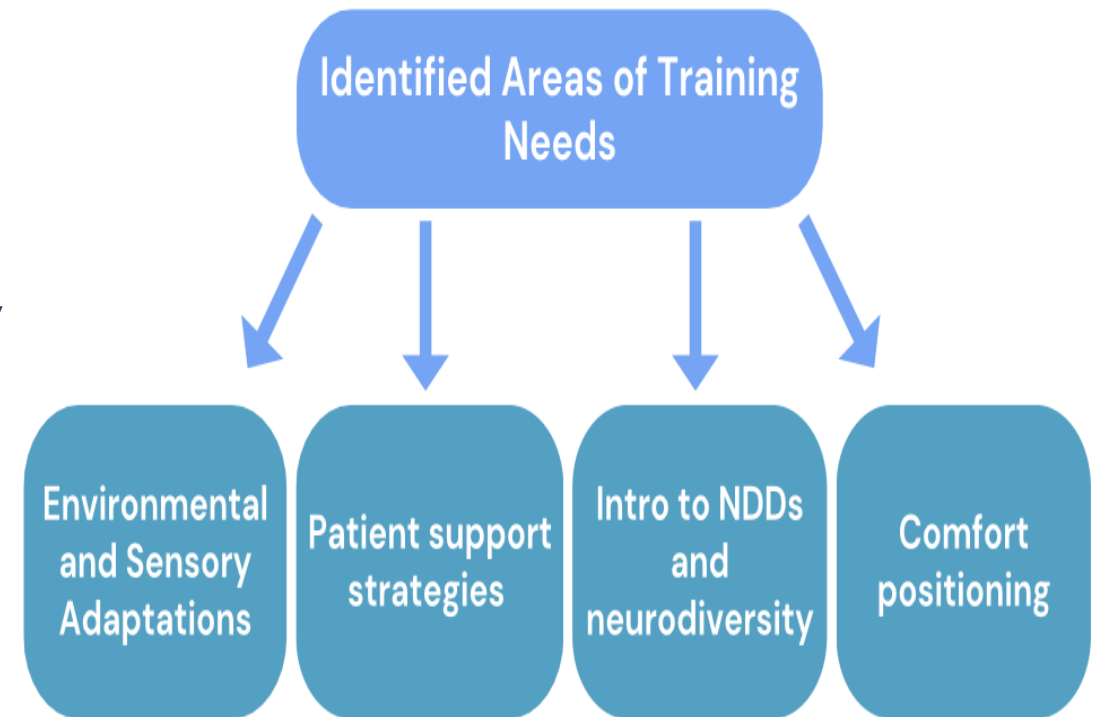 Identified Areas of Training
Needs
Environmental
and Sensory
Adaptations
Patient support
strategies
Intro to NDDs
and
neurodiversity
Comfort
positioning